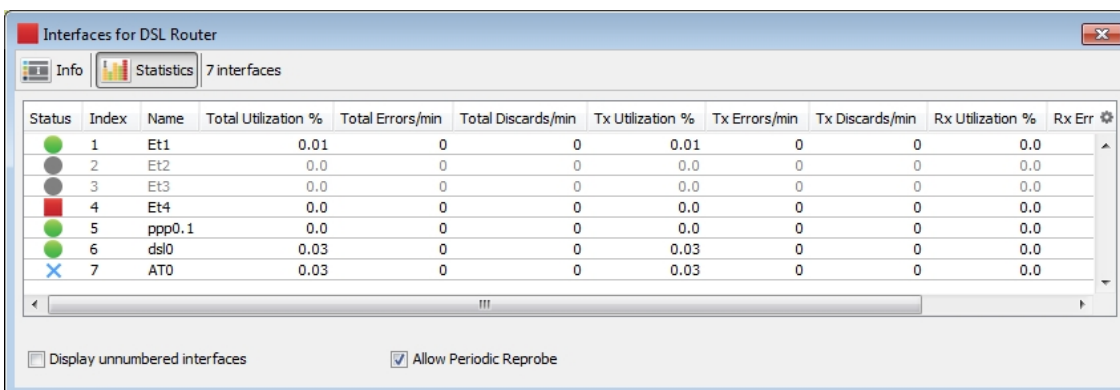 Interfaces for DSL Router
Info Statistics 7 interfaces
Status Index Name Total Utilization % Total Errors/min Total Discards/min Tx Utilization % Tx Errors/min Tx Discards/min Rx Utilization % Rx Err
1 Et1 0.01 0 0 0.01 0 0 0.0
2 Et2 0.0 0 0 0.0 0 0 0.0
3 Et3 0.0 0 0 0.0 0 0 0.0
4 Et4 0.0 0 0 0.0 0 0 0.0
5 ppp0.1 0.0 0 0 0.0 0 0 0.0
6 dsl0 0.03 0 0 0.03 0 0 0.0
7 AT0 0.03 0 0 0.03 0 0 0.0
Display unnumbered interfaces Allow Periodic Reprobe